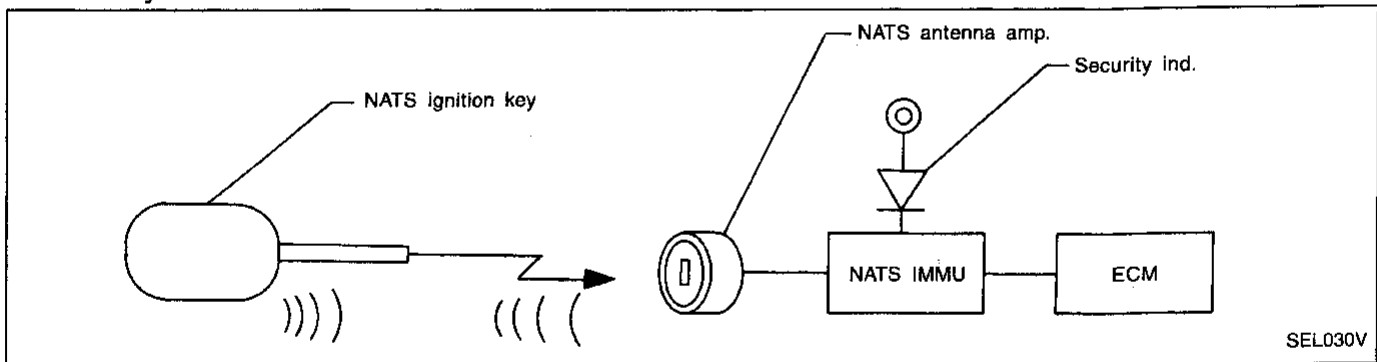 NATS antenna amp.
Security ind.
NATS ignition key
NATS IMMU
ECM
SEL030V